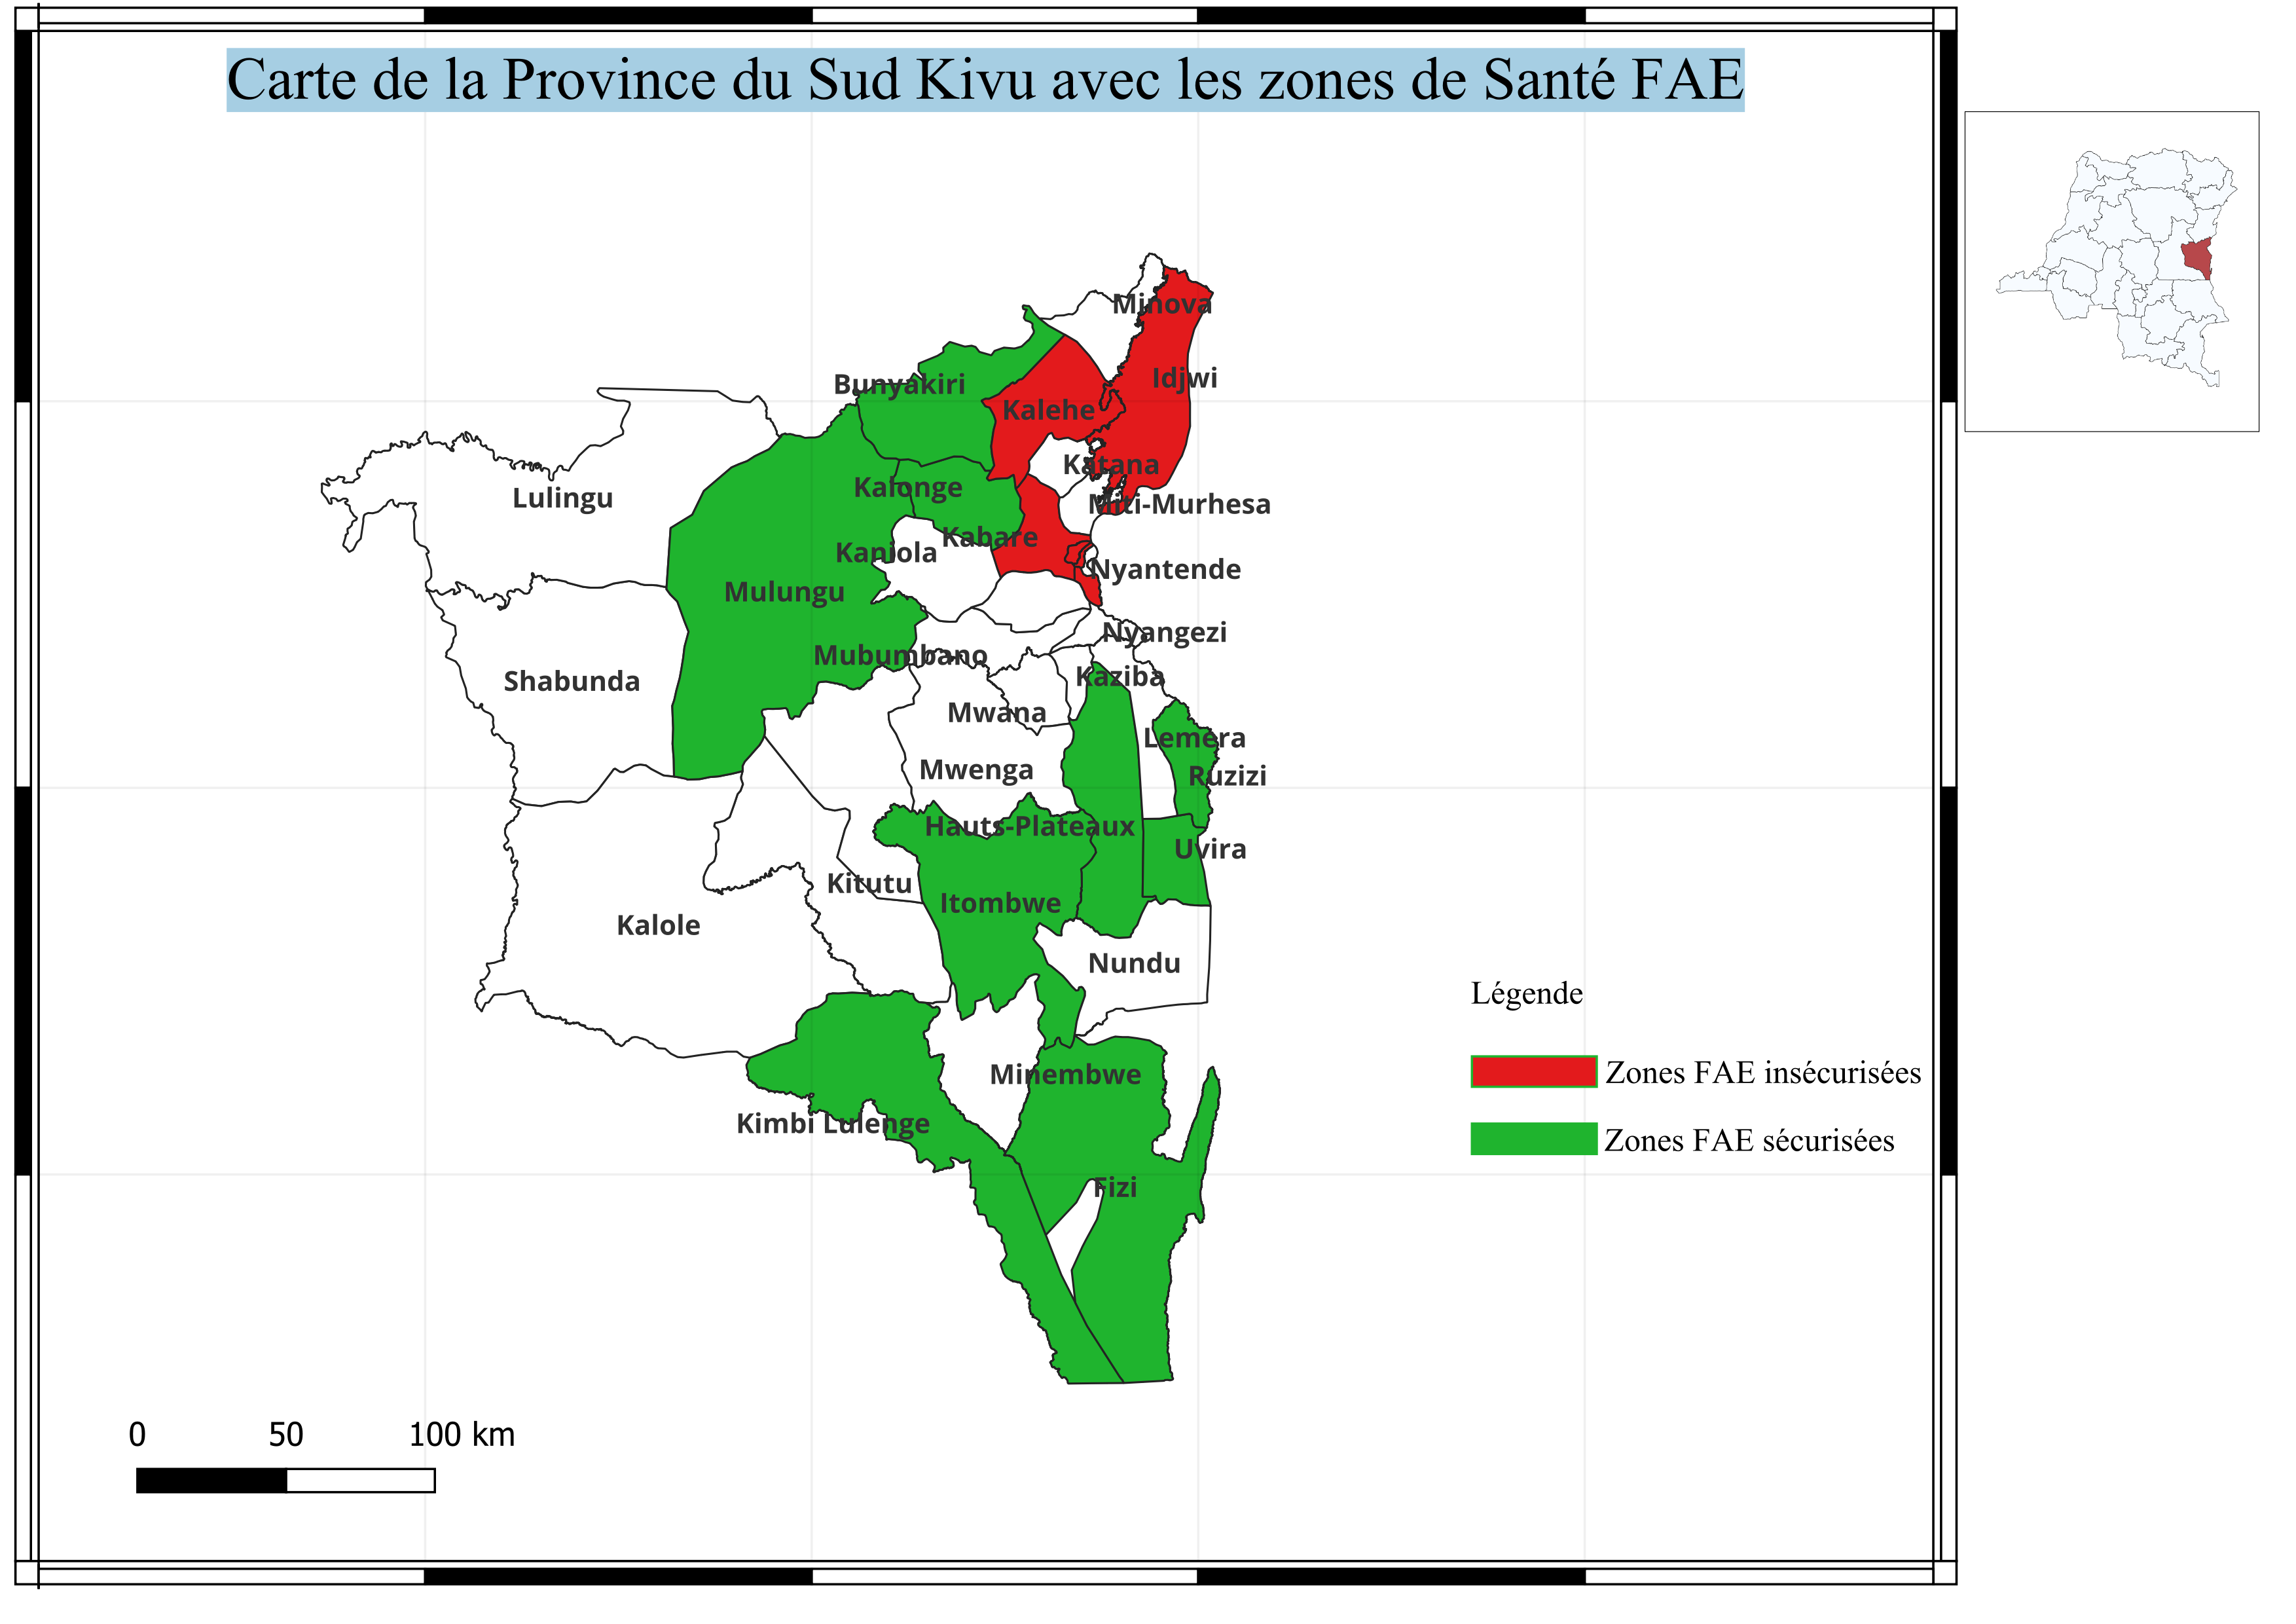 Carte de la Province du Sud Kivu avec les zones de Santé FAE
Minova
Idjwi
Bunyakiri
Kalehe
Katana
Lulingu
Kalonge
Miti-Murhesa
Kabare
Kaniola
Nyantende
Mulungu
Nyangezi
Mubumbano
Kaziba
Shabunda
Mwana
Lemera
Mwenga
Ruzizi
Hauts-Plateaux
Uvira
Kitutu
Itombwe
Kalole
Nundu
Légende
Zones FAE insécurisées
Minembwe
Kimbi Lulenge
Zones FAE sécurisées
Fizi
0 50 100 km